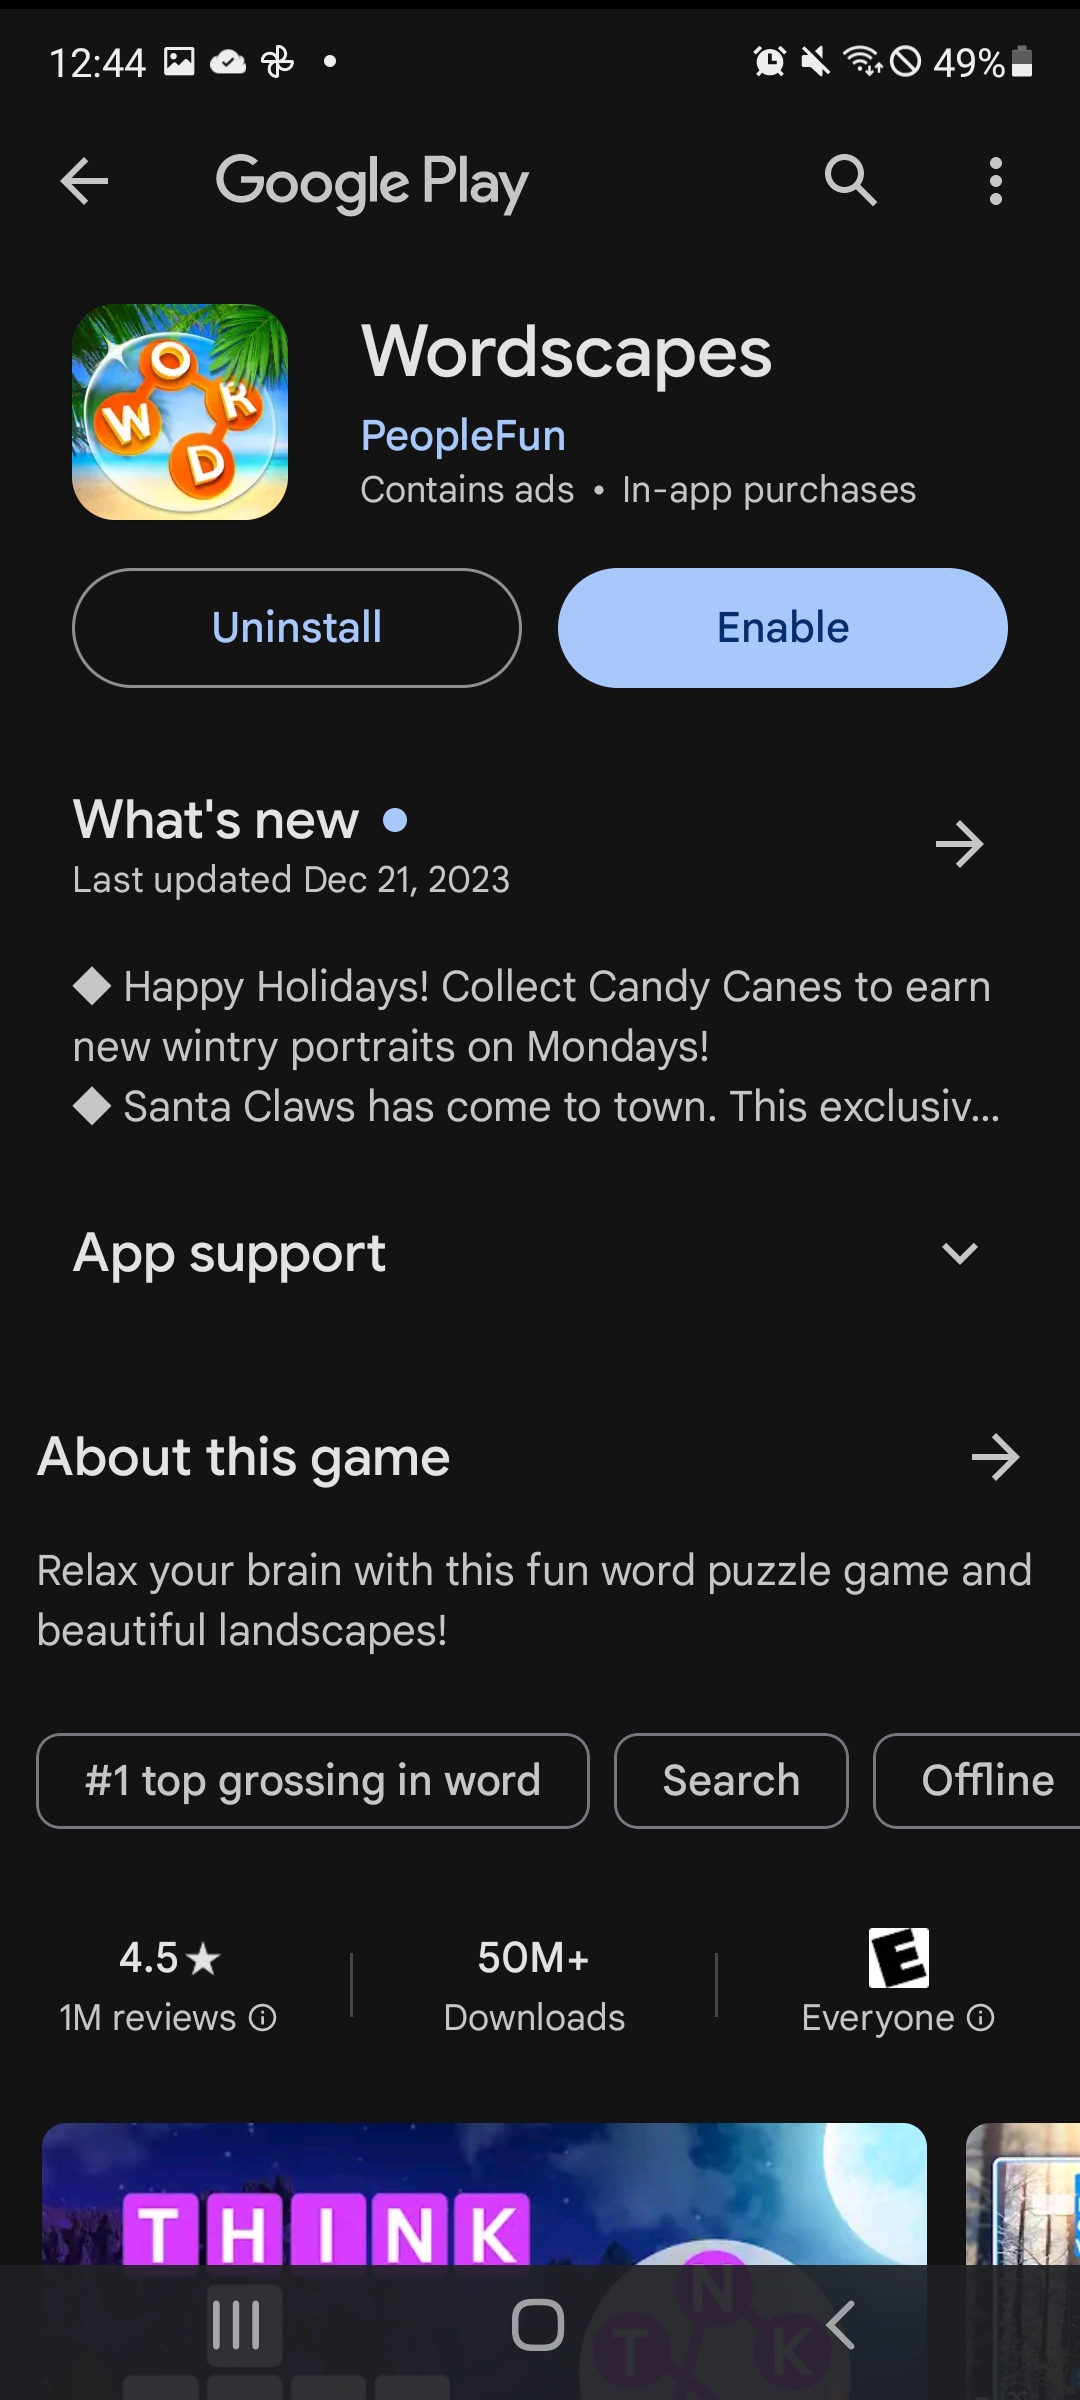 12:44
49%
Google Play
WORD
Wordscapes
PeopleFun
Contains ads • In-app purchases
Uninstall
Enable
What's new
Last updated Dec 21, 2023
◆ Happy Holidays! Collect Candy Canes to earn
new wintry portraits on Mondays!
◆ Santa Claws has come to town. This exclusiv...
App support
About this game
Relax your brain with this fun word puzzle game and
beautiful landscapes!
#1 top grossing in word
Search
Offline
4.5★
1M reviews
50M+
Downloads
E
Everyone
THINK
N
T
K